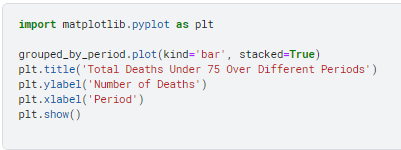 import matplotlib.pyplot as plt
grouped_by_period.plot(kind='bar', stacked=True)
plt.title('Total Deaths Under 75 Over Different Periods')
plt.ylabel('Number of Deaths')
plt.xlabel('Period')
plt.show()